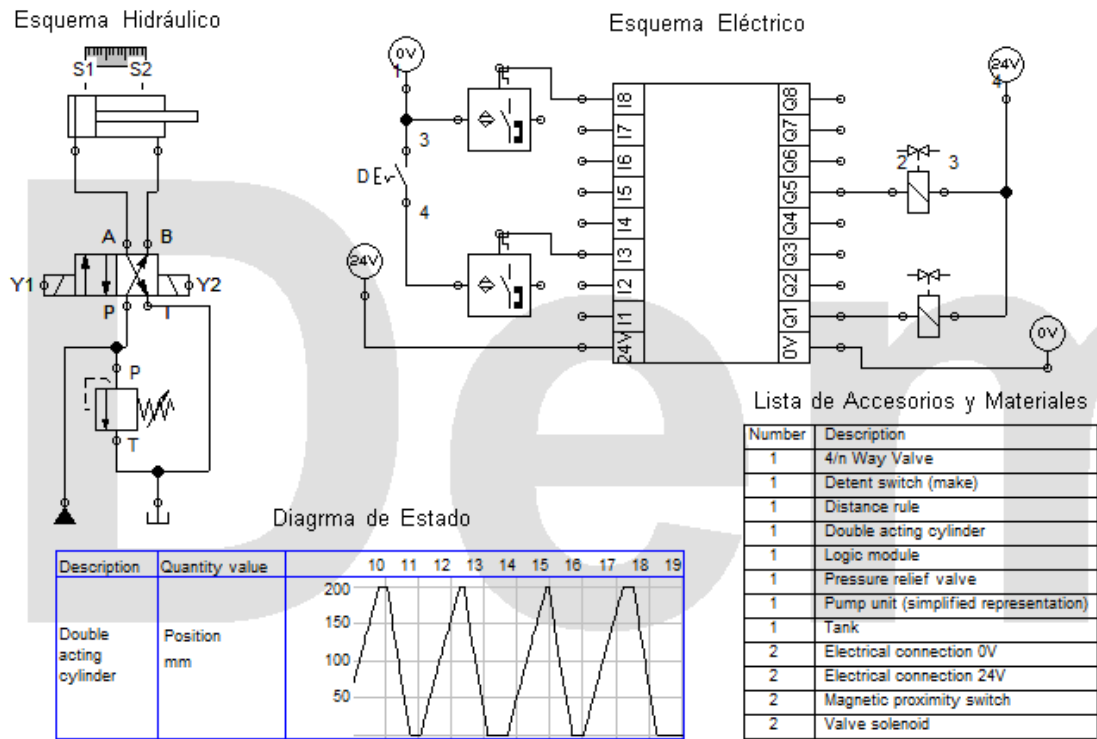 Esquema Hidráulico
S1 S2
A B
Y1 Y2
P T
P
T
Esquema Eléctrico
0V
1
3
DE
4
24V
I8
I7
I6
I5
I4
I3
I2
I1
24V
Q8
Q7
Q6
Q5
Q4
Q3
Q2
Q1
0V
24V
4
2 3
0V
Lista de Accesorios y Materiales
Number Description
1 4/n Way Valve
1 Detent switch (make)
1 Distance rule
1 Double acting cylinder
1 Logic module
1 Pressure relief valve
1 Pump unit (simplified representation)
1 Tank
2 Electrical connection 0V
2 Electrical connection 24V
2 Magnetic proximity switch
2 Valve solenoid
Diagrma de Estado
Description Quantity value 10 11 12 13 14 15 16 17 18 19
Double acting cylinder
Position mm
200
150
100
50
Dem